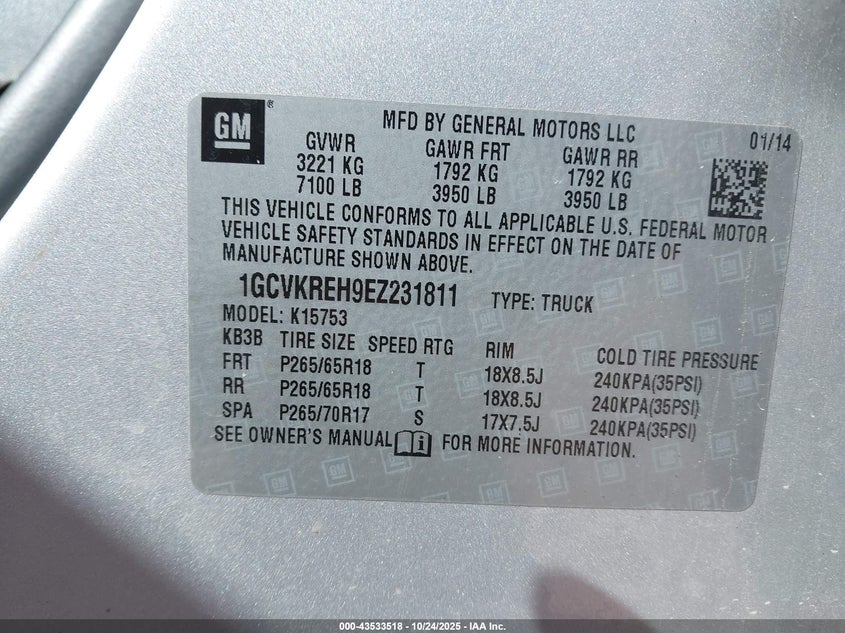 GM ®
MFD BY GENERAL MOTORS LLC 01/14
GVWR GAWR FRT GAWR RR
3221 KG 1792 KG 1792 KG
7100 LB 3950 LB 3950 LB
THIS VEHICLE CONFORMS TO ALL APPLICABLE U.S. FEDERAL MOTOR
VEHICLE SAFETY STANDARDS IN EFFECT ON THE DATE OF
MANUFACTURE SHOWN ABOVE.
1GCVKREH9EZ231811 TYPE: TRUCK
MODEL: K15753
KB3B TIRE SIZE SPEED RTG RIM COLD TIRE PRESSURE
FRT P265/65R18 T 18X8.5J 240KPA(35PSI)
RR P265/65R18 T 18X8.5J 240KPA(35PSI)
SPA P265/70R17 S 17X7.5J 240KPA(35PSI)
SEE OWNER'S MANUAL i FOR MORE INFORMATION.
000-43533518 - 10/24/2025 - IAA Inc.